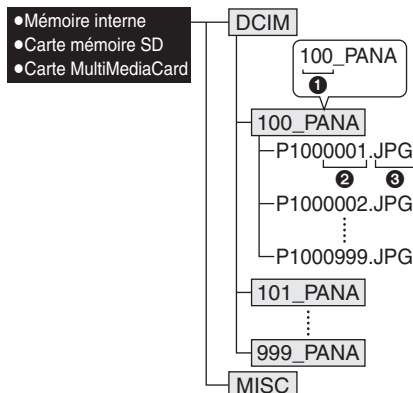 ●Mémoire interne
●Carte mémoire SD
●Carte MultiMediaCard
DCIM
100_PANA
❶
100_PANA
P1000001.JPG
❷ ❸
P1000002.JPG
P1000999.JPG
101_PANA
999_PANA
MISC